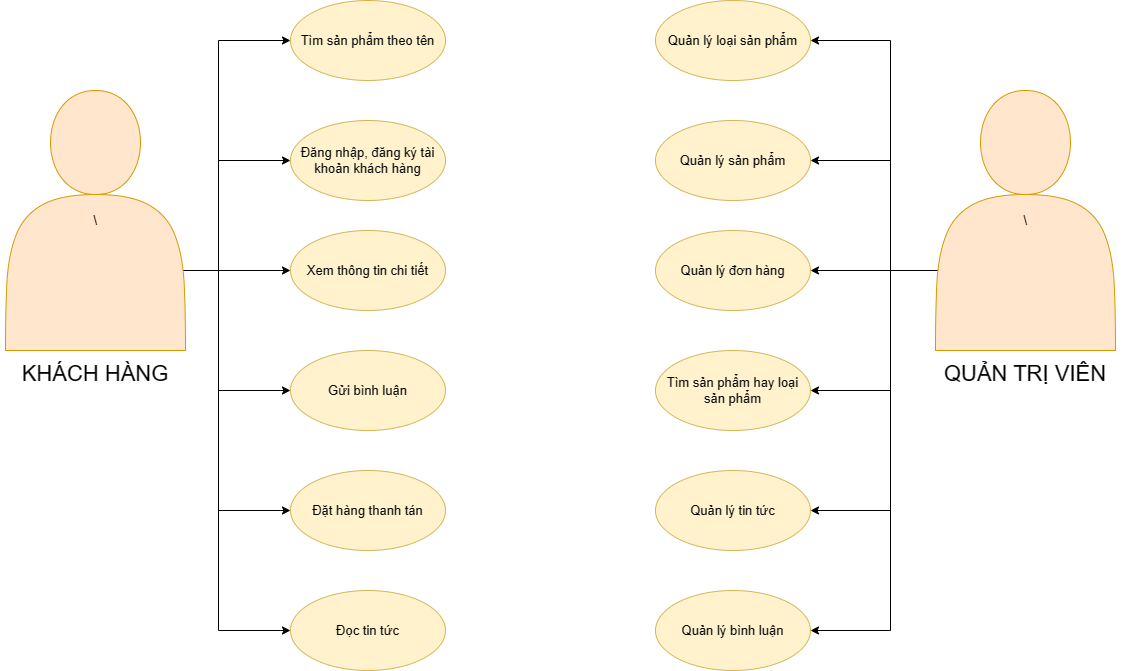 Tìm sản phẩm theo tên
Đăng nhập, đăng ký tài
khoản khách hàng
\
Xem thông tin chi tiết
KHÁCH HÀNG
Gửi bình luận
Đặt hàng thanh tán
Đọc tin tức
Quản lý loại sản phẩm
Quản lý sản phẩm
\
Quản lý đơn hàng
QUẢN TRỊ VIÊN
Tìm sản phẩm hay loại
sản phẩm
Quản lý tin tức
Quản lý bình luận